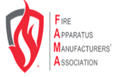 FIRE
APPARATUS
MANUFACTURERS'
ASSOCIATION